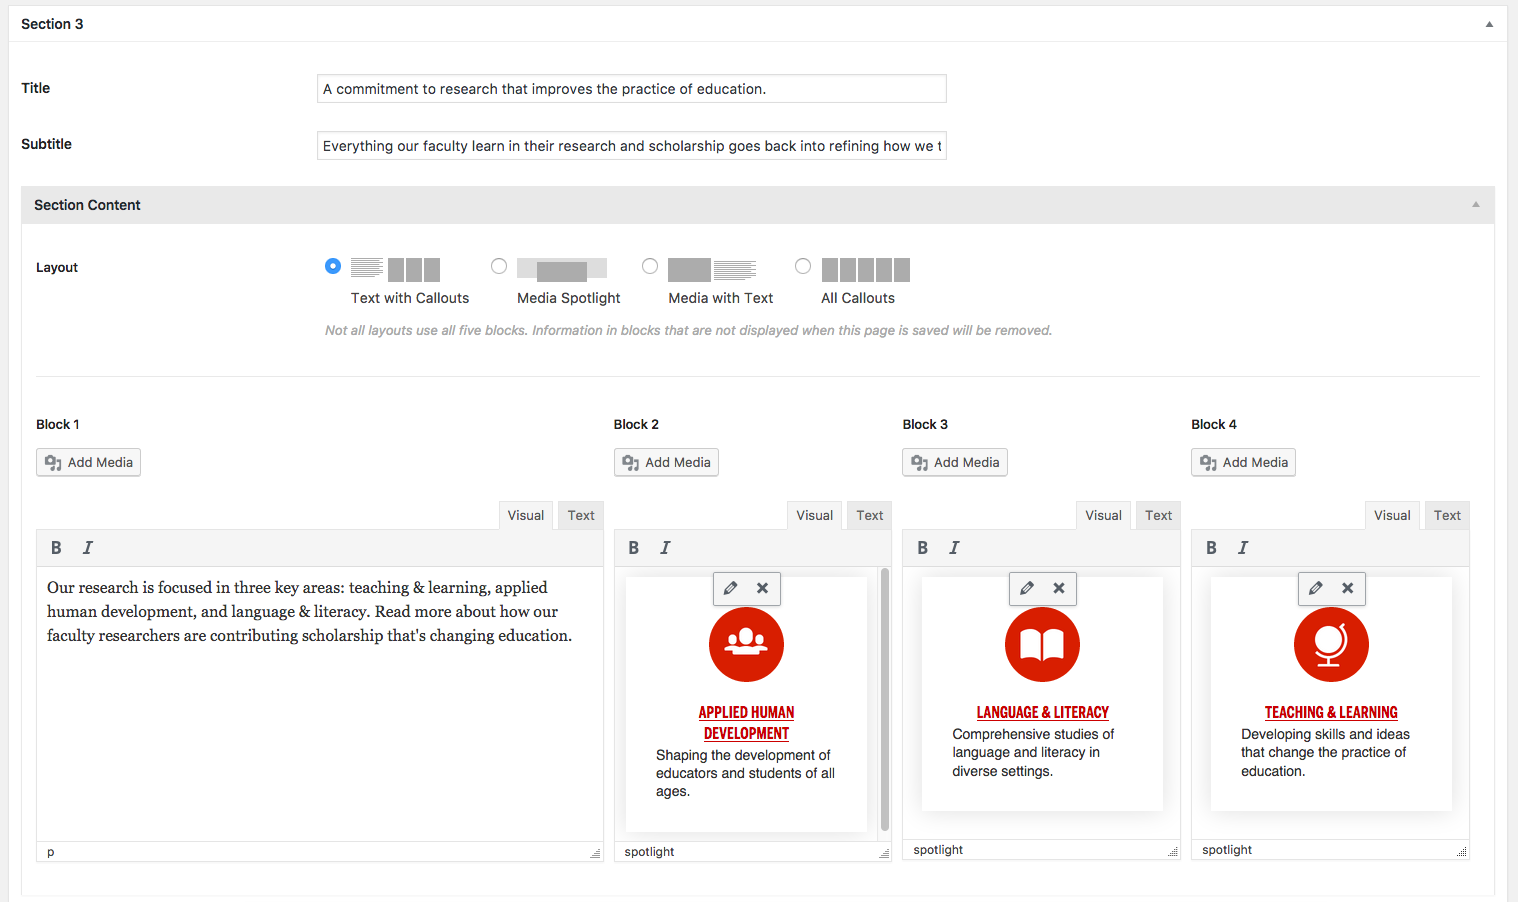 Section 3
Title
A commitment to research that improves the practice of education.
Subtitle
Everything our faculty learn in their research and scholarship goes back into refining how we t
Section Content
Layout
Text with Callouts
Media Spotlight
Media with Text
All Callouts
Not all layouts use all five blocks. Information in blocks that are not displayed when this page is saved will be removed.
Block 1
Add Media
Visual
Text
B I
Our research is focused in three key areas: teaching & learning, applied
human development, and language & literacy. Read more about how our
faculty researchers are contributing scholarship that's changing education.
p
Block 2
Add Media
Visual
Text
B I
APPLIED HUMAN
DEVELOPMENT
Shaping the development of
educators and students of all
ages.
spotlight
Block 3
Add Media
Visual
Text
B I
LANGUAGE & LITERACY
Comprehensive studies of
language and literacy in
diverse settings.
spotlight
Block 4
Add Media
Visual
Text
B I
TEACHING & LEARNING
Developing skills and ideas
that change the practice of
education.
spotlight